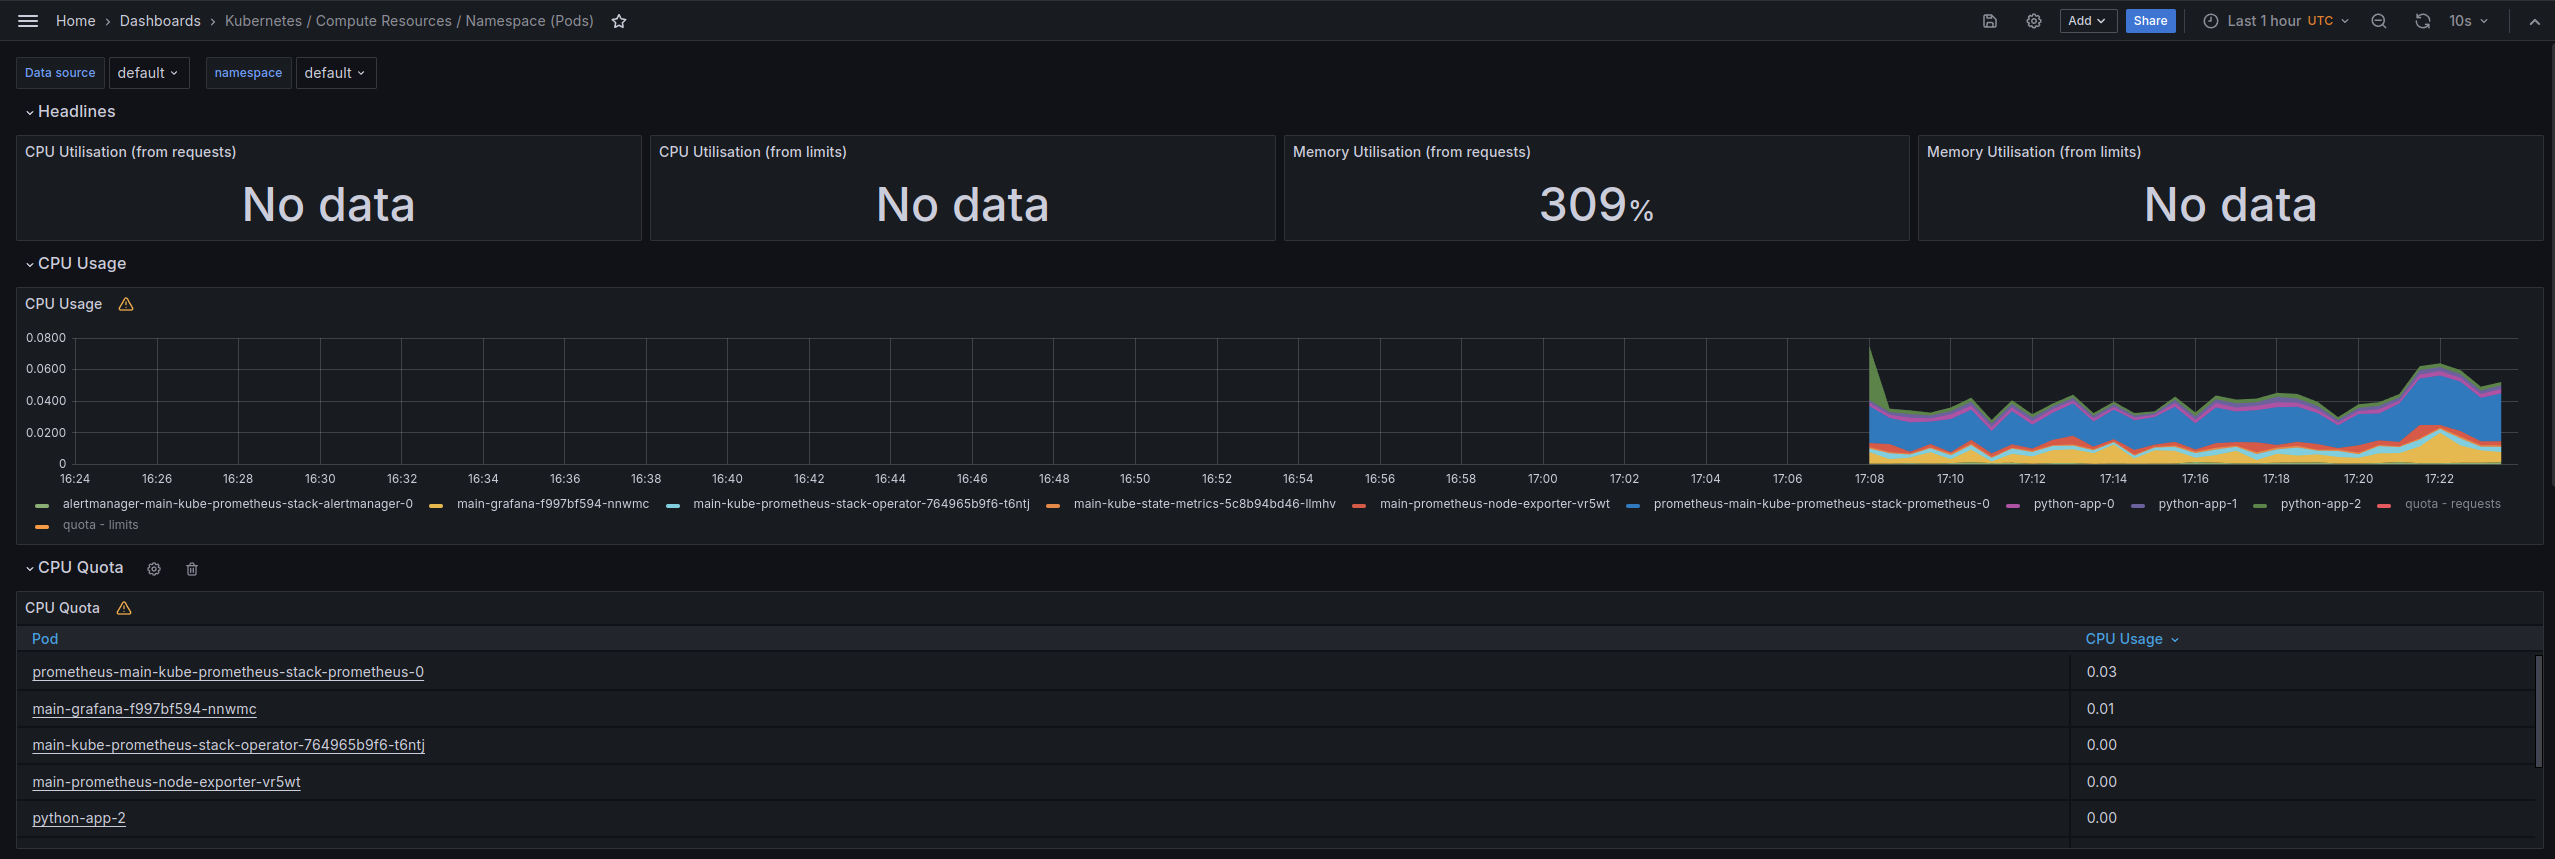 Home › Dashboards › Kubernetes / Compute Resources / Namespace (Pods) Add Share Last 1 hour UTC 10s
Data source default namespace default
Headlines
CPU Utilisation (from requests) CPU Utilisation (from limits) Memory Utilisation (from requests) Memory Utilisation (from limits)
No data No data 309% No data
CPU Usage
CPU Usage
0.0800
0.0600
0.0400
0.0200
0
16:24 16:26 16:28 16:30 16:32 16:34 16:36 16:38 16:40 16:42 16:44 16:46 16:48 16:50 16:52 16:54 16:56 16:58 17:00 17:02 17:04 17:06 17:08 17:10 17:12 17:14 17:16 17:18 17:20 17:22
alertmanager-main-kube-prometheus-stack-alertmanager-0 main-grafana-f997bf594-nnwmc main-kube-prometheus-stack-operator-764965b9f6-t6ntj main-kube-state-metrics-5c8b94bd46-llmhv main-prometheus-node-exporter-vr5wt prometheus-main-kube-prometheus-stack-prometheus-0 python-app-0 python-app-1 python-app-2 quota - requests
quota - limits
CPU Quota
CPU Quota
Pod CPU Usage
prometheus-main-kube-prometheus-stack-prometheus-0 0.03
main-grafana-f997bf594-nnwmc 0.01
main-kube-prometheus-stack-operator-764965b9f6-t6ntj 0.00
main-prometheus-node-exporter-vr5wt 0.00
python-app-2 0.00